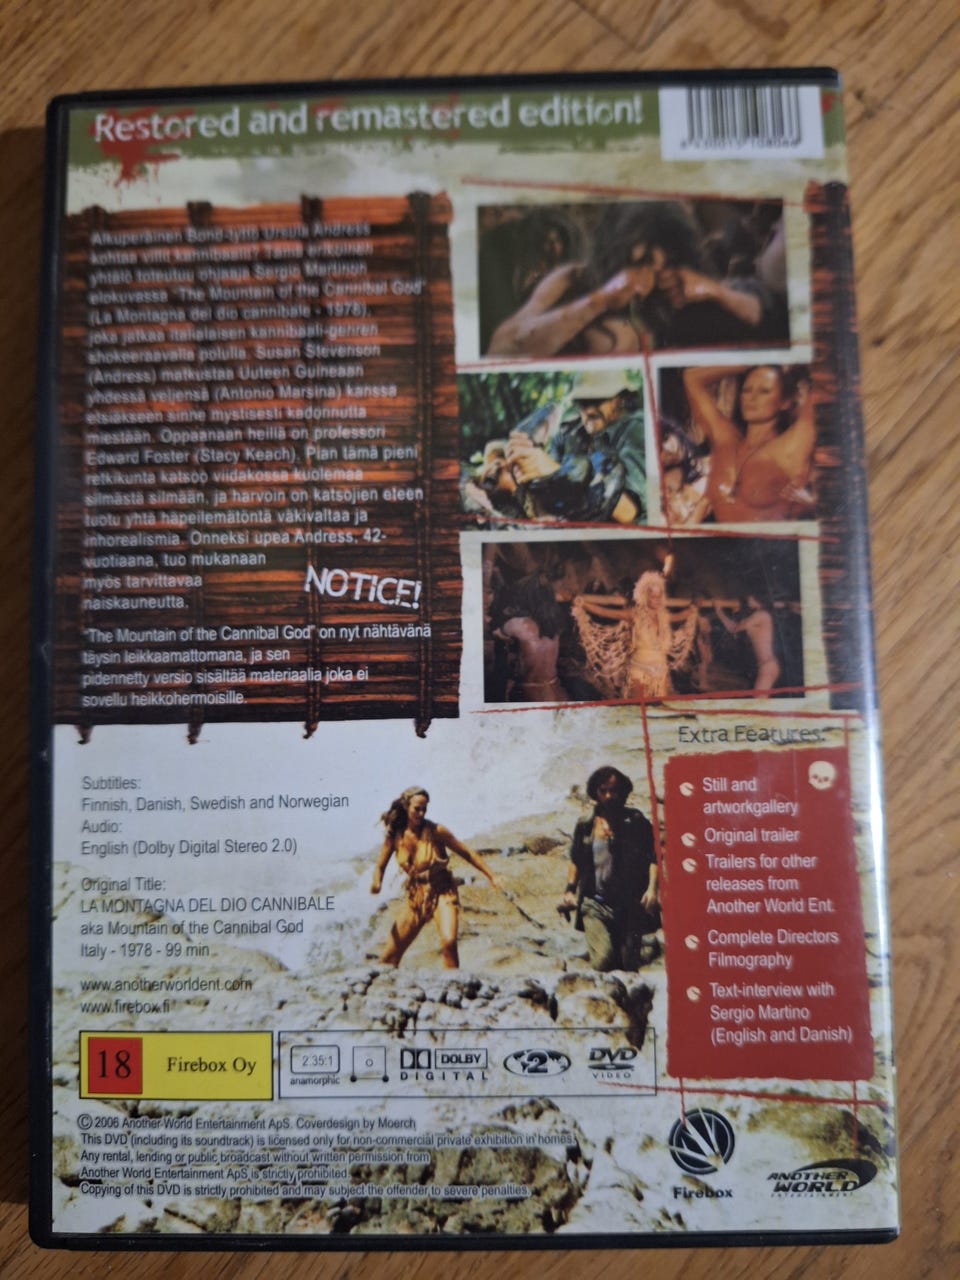 Restored and remastered edition!
Alkuperäinen Bond-tyttö Ursula Andress
kohtaa villit kannibaalit? Tämä erikoinen
yhtälö toteutuu ohjaaja Sergio Martinon
elokuvassa "The Mountain of the Cannibal God"
(La Montagna del dio cannibale - 1978),
joka jatkaa italialaisen kannibaali-genren
shokeeraavalla polulla. Susan Stevenson
(Andress) matkustaa Uuteen Guineaan
yhdessä veljensä (Antonio Marsina) kanssa
etsiäkseen sinne mystisesti kadonnutta
miestään. Oppaanaan heillä on professori
Edward Foster (Stacy Keach). Pian tämä pieni
retkikunta katsoo viidakossa kuolemaa
silmästä silmään, ja harvoin on katsojien eteen
tuotu yhtä häpeilemätöntä väkivaltaa ja
inhorealismia. Onneksi upea Andress, 42-
vuotiaana, tuo mukanaan
myös tarvittavaa
naiskauneutta.
NOTICE!
"The Mountain of the Cannibal God" on nyt nähtävänä
täysin leikkaamattomana, ja sen
pidennetty versio sisältää materiaalia joka ei
sovellu heikkohermoisille.
Subtitles:
Finnish, Danish, Swedish and Norwegian
Audio:
English (Dolby Digital Stereo 2.0)
Original Title:
LA MONTAGNA DEL DIO CANNIBALE
aka Mountain of the Cannibal God
Italy - 1978 - 99 min.
www.anotherworldent.com
www.firebox.fi
Extra Features:
Still and
artworkgallery
Original trailer
Trailers for other
releases from
Another World Ent.
Complete Directors
Filmography
Text-interview with
Sergio Martino
(English and Danish)
18 Firebox Oy
2.35:1
anamorphic
DOLBY
DIGITAL
2
DVD
VIDEO
© 2006 Another World Entertainment ApS. Coverdesign by Moerch
This DVD (including its soundtrack) is licensed only for non-commercial private exhibition in homes.
Any rental, lending or public broadcast without written permission from
Another World Entertainment ApS is strictly prohibited
Copying of this DVD is strictly prohibited and may subject the offender to severe penalties.
Firebox
ANOTHER
WORLD
ENTERTAINMENT